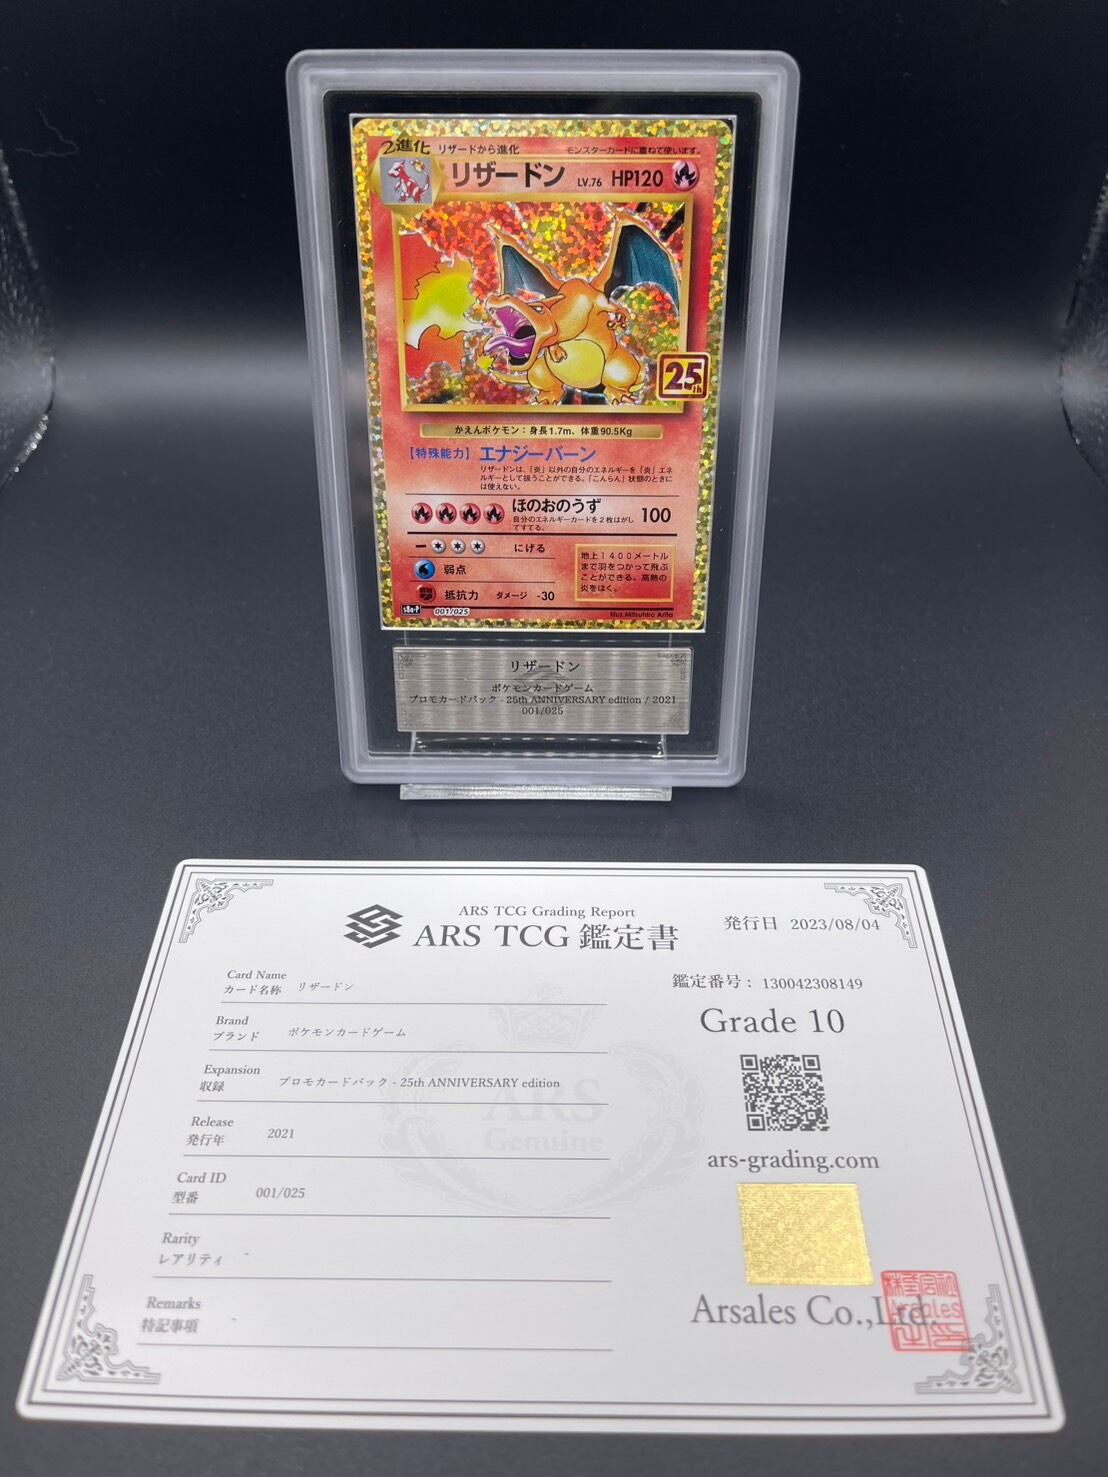 2進化 リザードから進化 モンスターカードに重ねて使います。
リザードン LV.76 HP120
25th
かえんポケモン：身長1.7m、体重90.5Kg
【特殊能力】エナジーバーン
リザードンは、「炎」以外の自分のエネルギーを「炎」エネ
ルギーとして扱うことができる。「こんらん」状態のときに
は使えない。
ほのおのうず 100
自分のエネルギーカードを２枚はがし
てすてる。
にげる
弱点
抵抗力 ダメージ -30
地上１４００メートル
まで羽をつかって飛ぶ
ことができる。高熱の
炎をはく。
s8a-P 001/025 Illus.Mitsuhiro Arita
リザードン
ポケモンカードゲーム
プロモカードパック - 25th ANNIVERSARY edition / 2021
001/025
ARS TCG Grading Report
ARS TCG 鑑定書
発行日 2023/08/04
Card Name
カード名称 リザードン
Brand
ブランド ポケモンカードゲーム
Expansion
収録 プロモカードパック - 25th ANNIVERSARY edition
Release
発行年 2021
Card ID
型番 001/025
Rarity
レアリティ -
Remarks
特記事項 -
ARS
Genuine
鑑定番号： 130042308149
Grade 10
ars-grading.com
Arsales Co.,Ltd.
Arsales